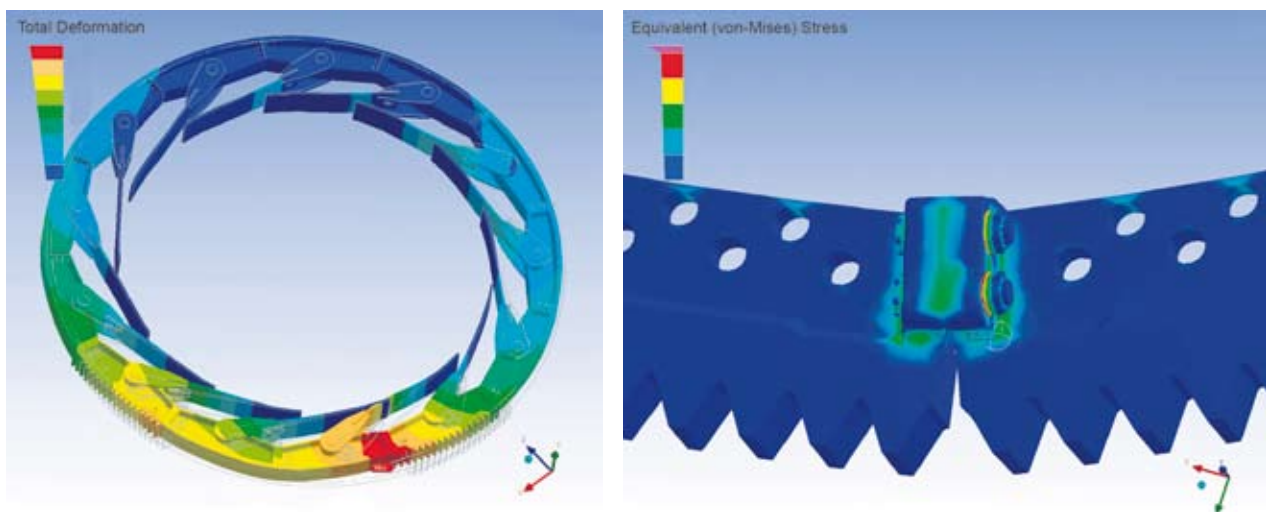 Total Deformation
Equivalent (von-Mises) Stress